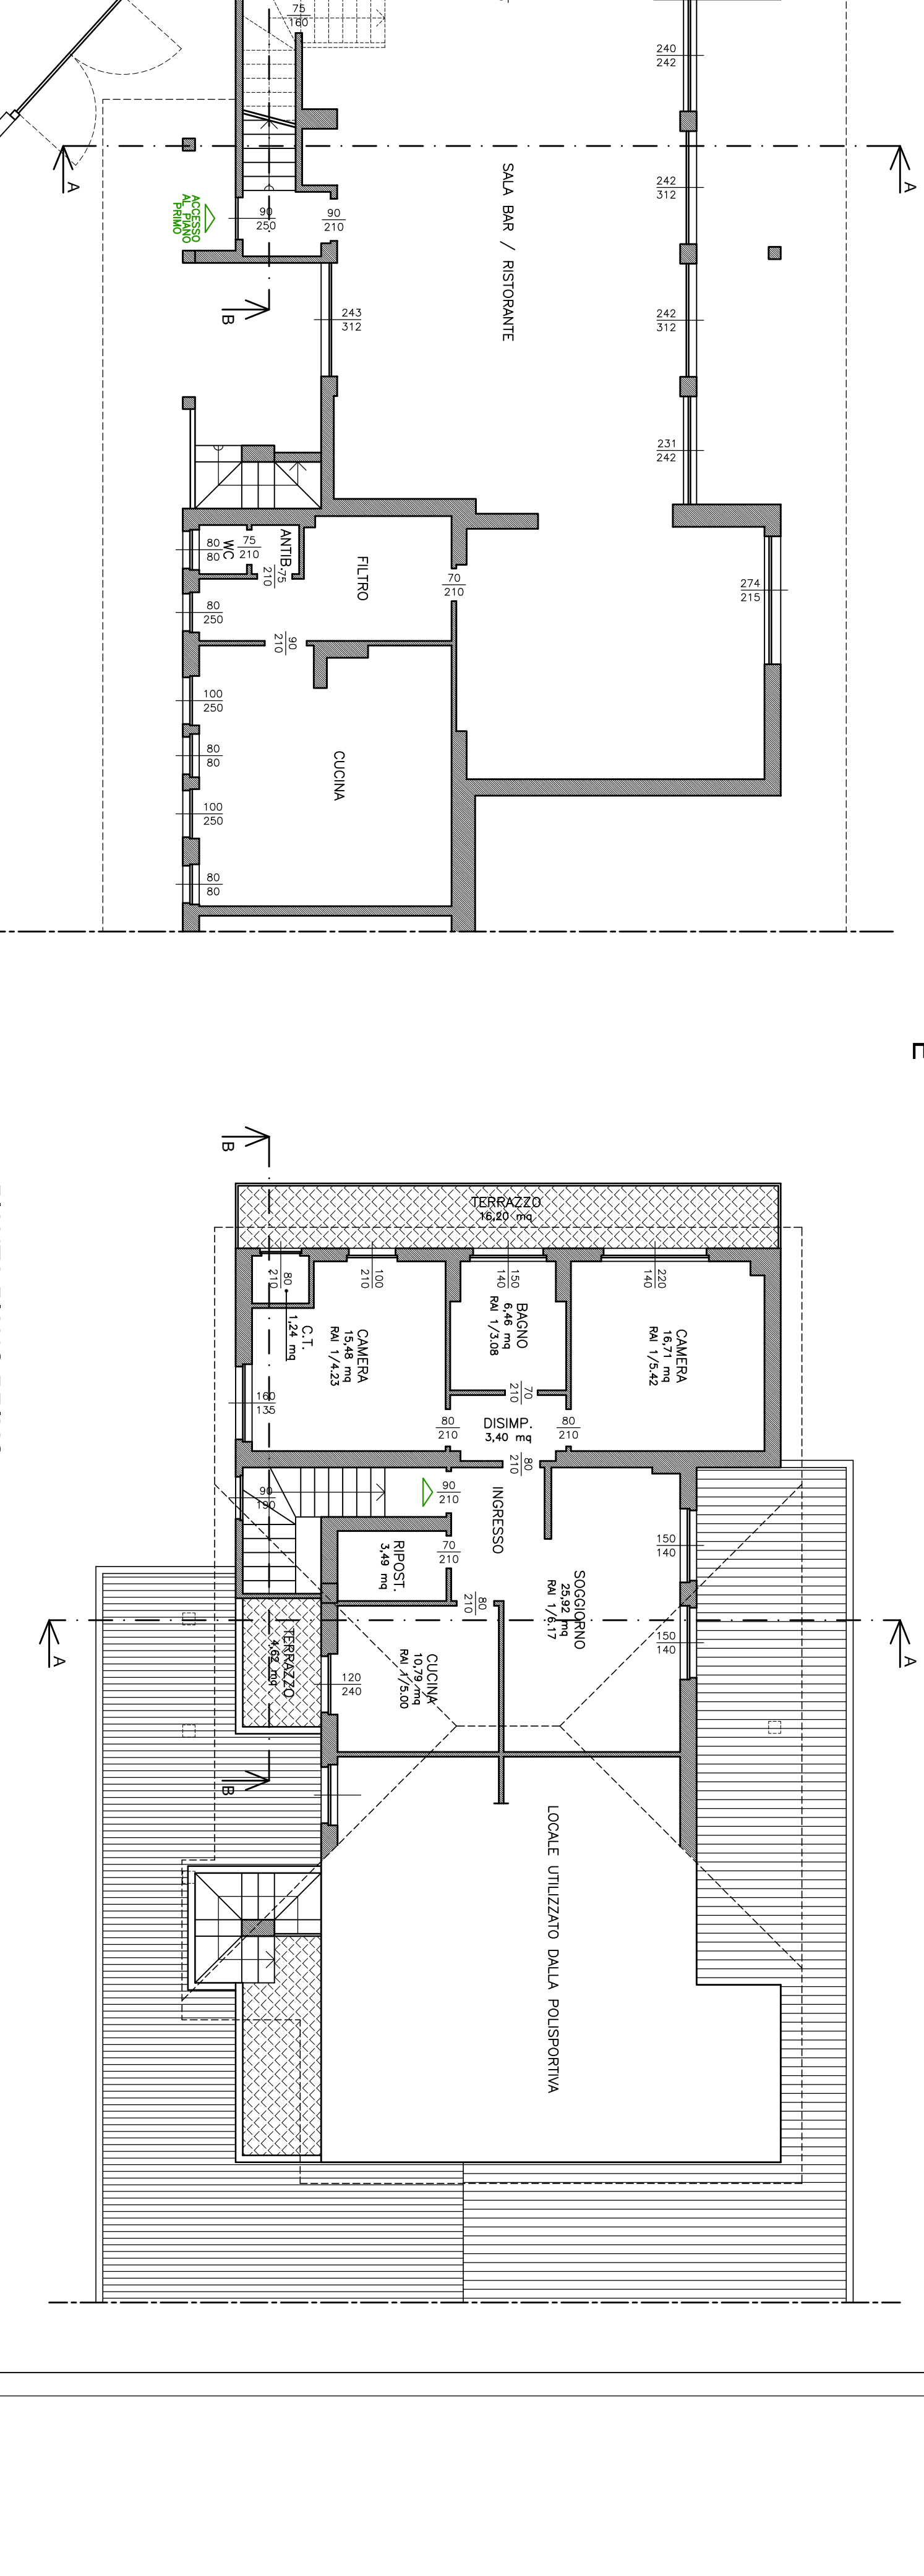 75
160
240
242
A
A
242
312
SALA BAR / RISTORANTE
ACCESSO
AL PIANO
PRIMO
90
250
90
210
B
243
312
242
312
231
242
80
80
WC
75
210
ANTIB.
75
210
FILTRO
70
210
274
215
80
250
90
210
100
250
80
80
CUCINA
100
250
80
80
B
TERRAZZO
16,20 mq
80
210
100
210
150
140
220
140
C.T.
1,24 mq
CAMERA
15,48 mq
RAI 1/4.23
BAGNO
6,46 mq
RAI 1/3.08
CAMERA
16,71 mq
RAI 1/5.42
160
135
70
210
80
210
DISIMP.
3,40 mq
80
210
80
210
90
190
90
210
INGRESSO
RIPOST.
3,49 mq
70
210
80
210
SOGGIORNO
25,92 mq
RAI 1/6.17
150
140
150
140
A
A
TERRAZZO
4,62 mq
120
240
CUCINA
10,79 mq
RAI 1/5.00
B
LOCALE UTILIZZATO DALLA POLISPORTIVA